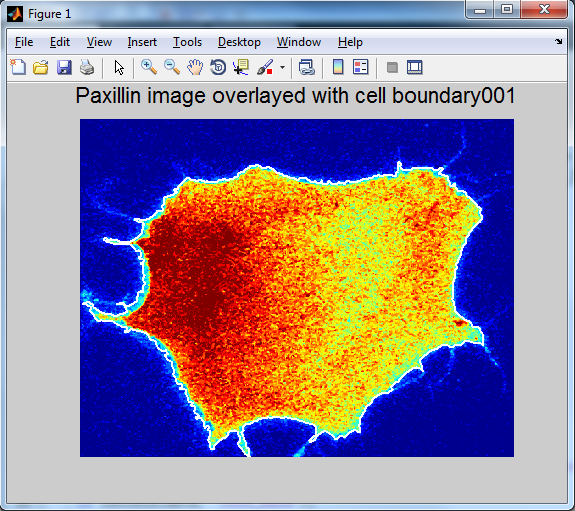 Figure 1
File Edit View Insert Tools Desktop Window Help
Paxillin image overlayed with cell boundary001